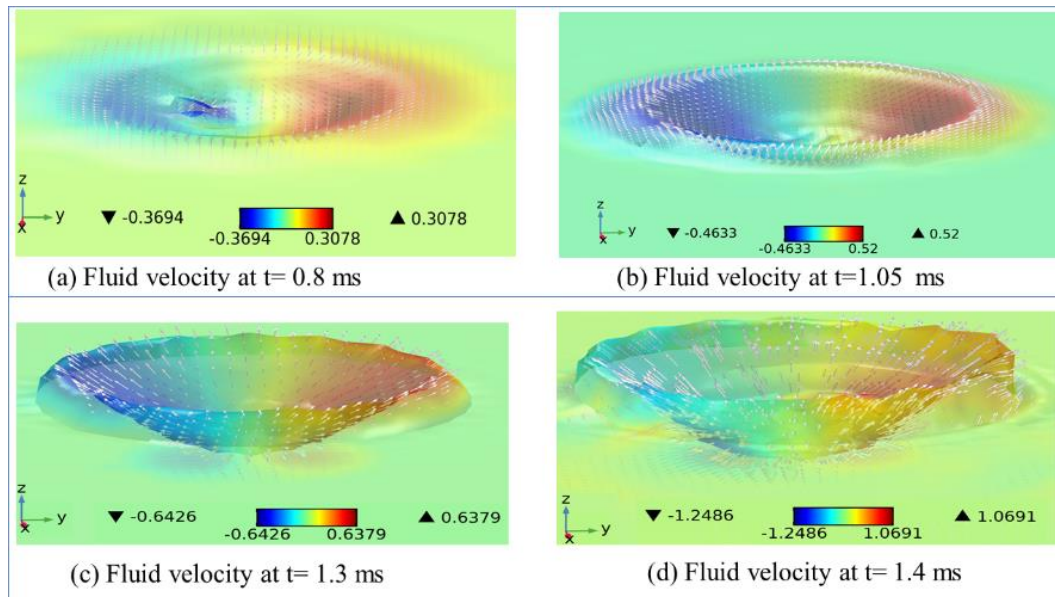 z
y
x
▼ -0.3694
-0.3694 0.3078
▲ 0.3078
(a) Fluid velocity at t= 0.8 ms
z
y
x
▼ -0.4633
-0.4633 0.52
▲ 0.52
(b) Fluid velocity at t=1.05 ms
z
y
x
▼ -0.6426
-0.6426 0.6379
▲ 0.6379
(c) Fluid velocity at t= 1.3 ms
z
y
x
▼ -1.2486
-1.2486 1.0691
▲ 1.0691
(d) Fluid velocity at t= 1.4 ms